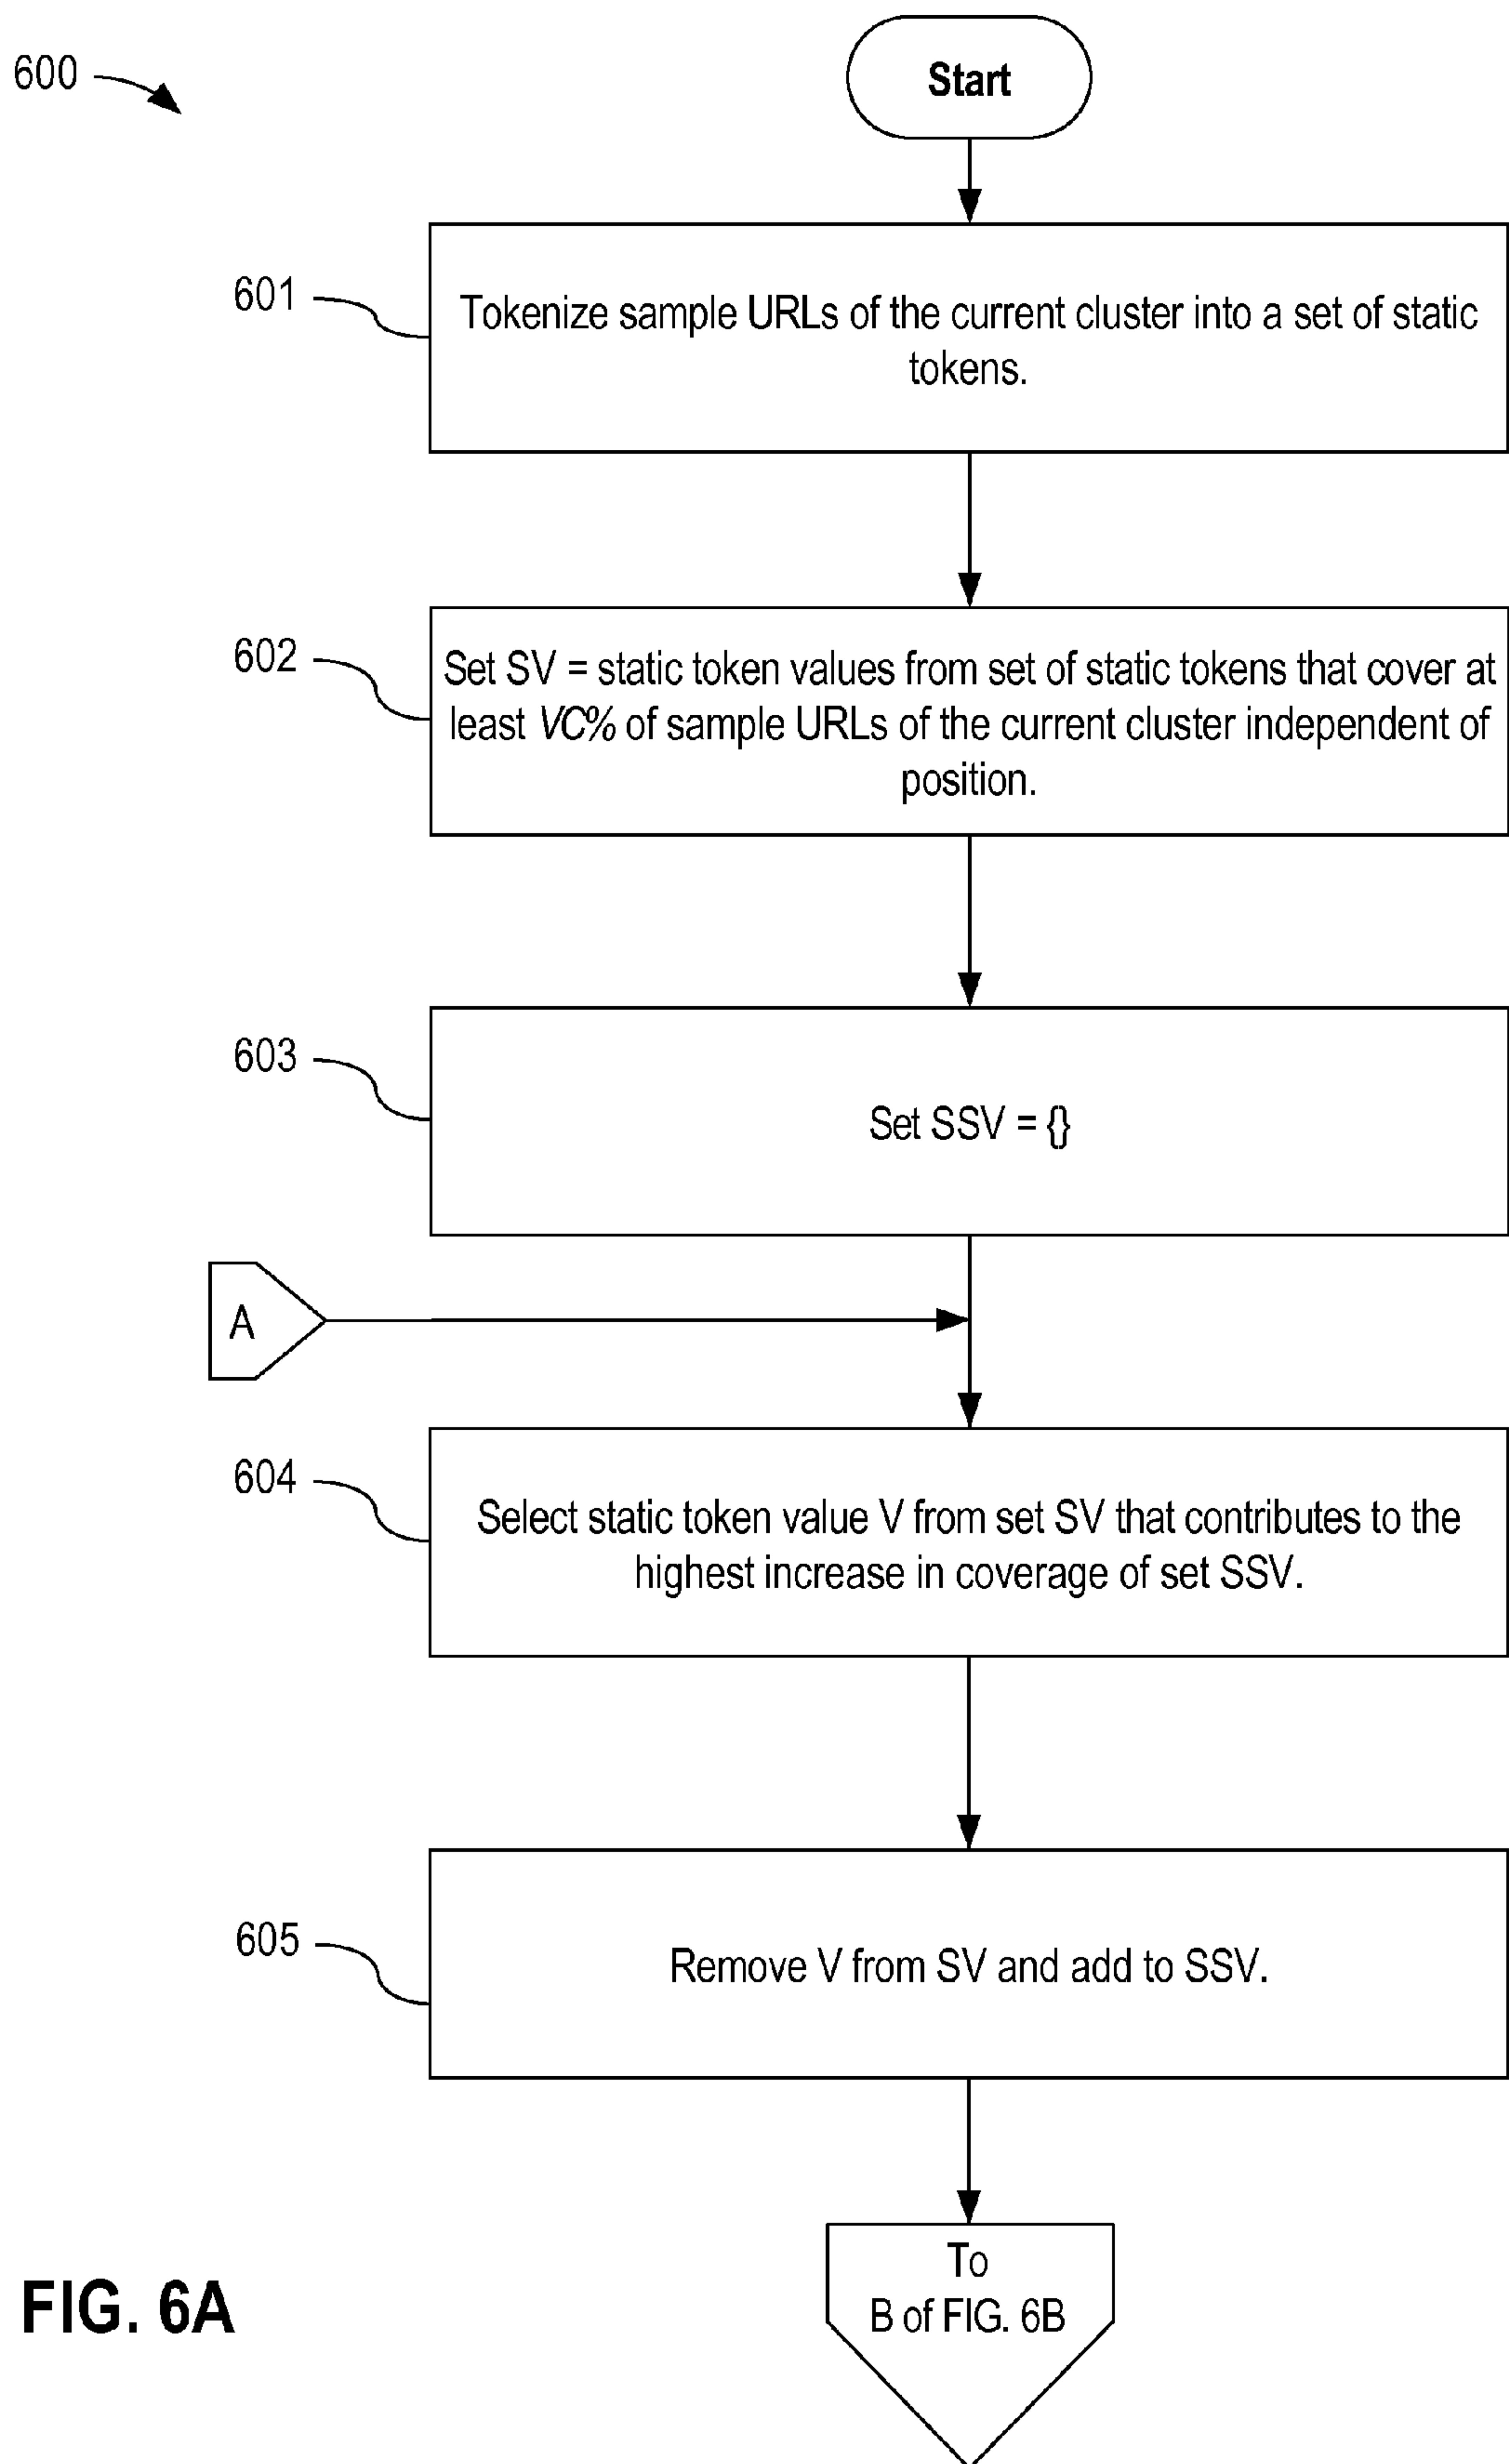 600
Start
601
Tokenize sample URLs of the current cluster into a set of static
tokens.
602
Set SV = static token values from set of static tokens that cover at
least VC% of sample URLs of the current cluster independent of
position.
603
Set SSV = {}
A
604
Select static token value V from set SV that contributes to the
highest increase in coverage of set SSV.
605
Remove V from SV and add to SSV.
To
B of FIG. 6B
FIG. 6A